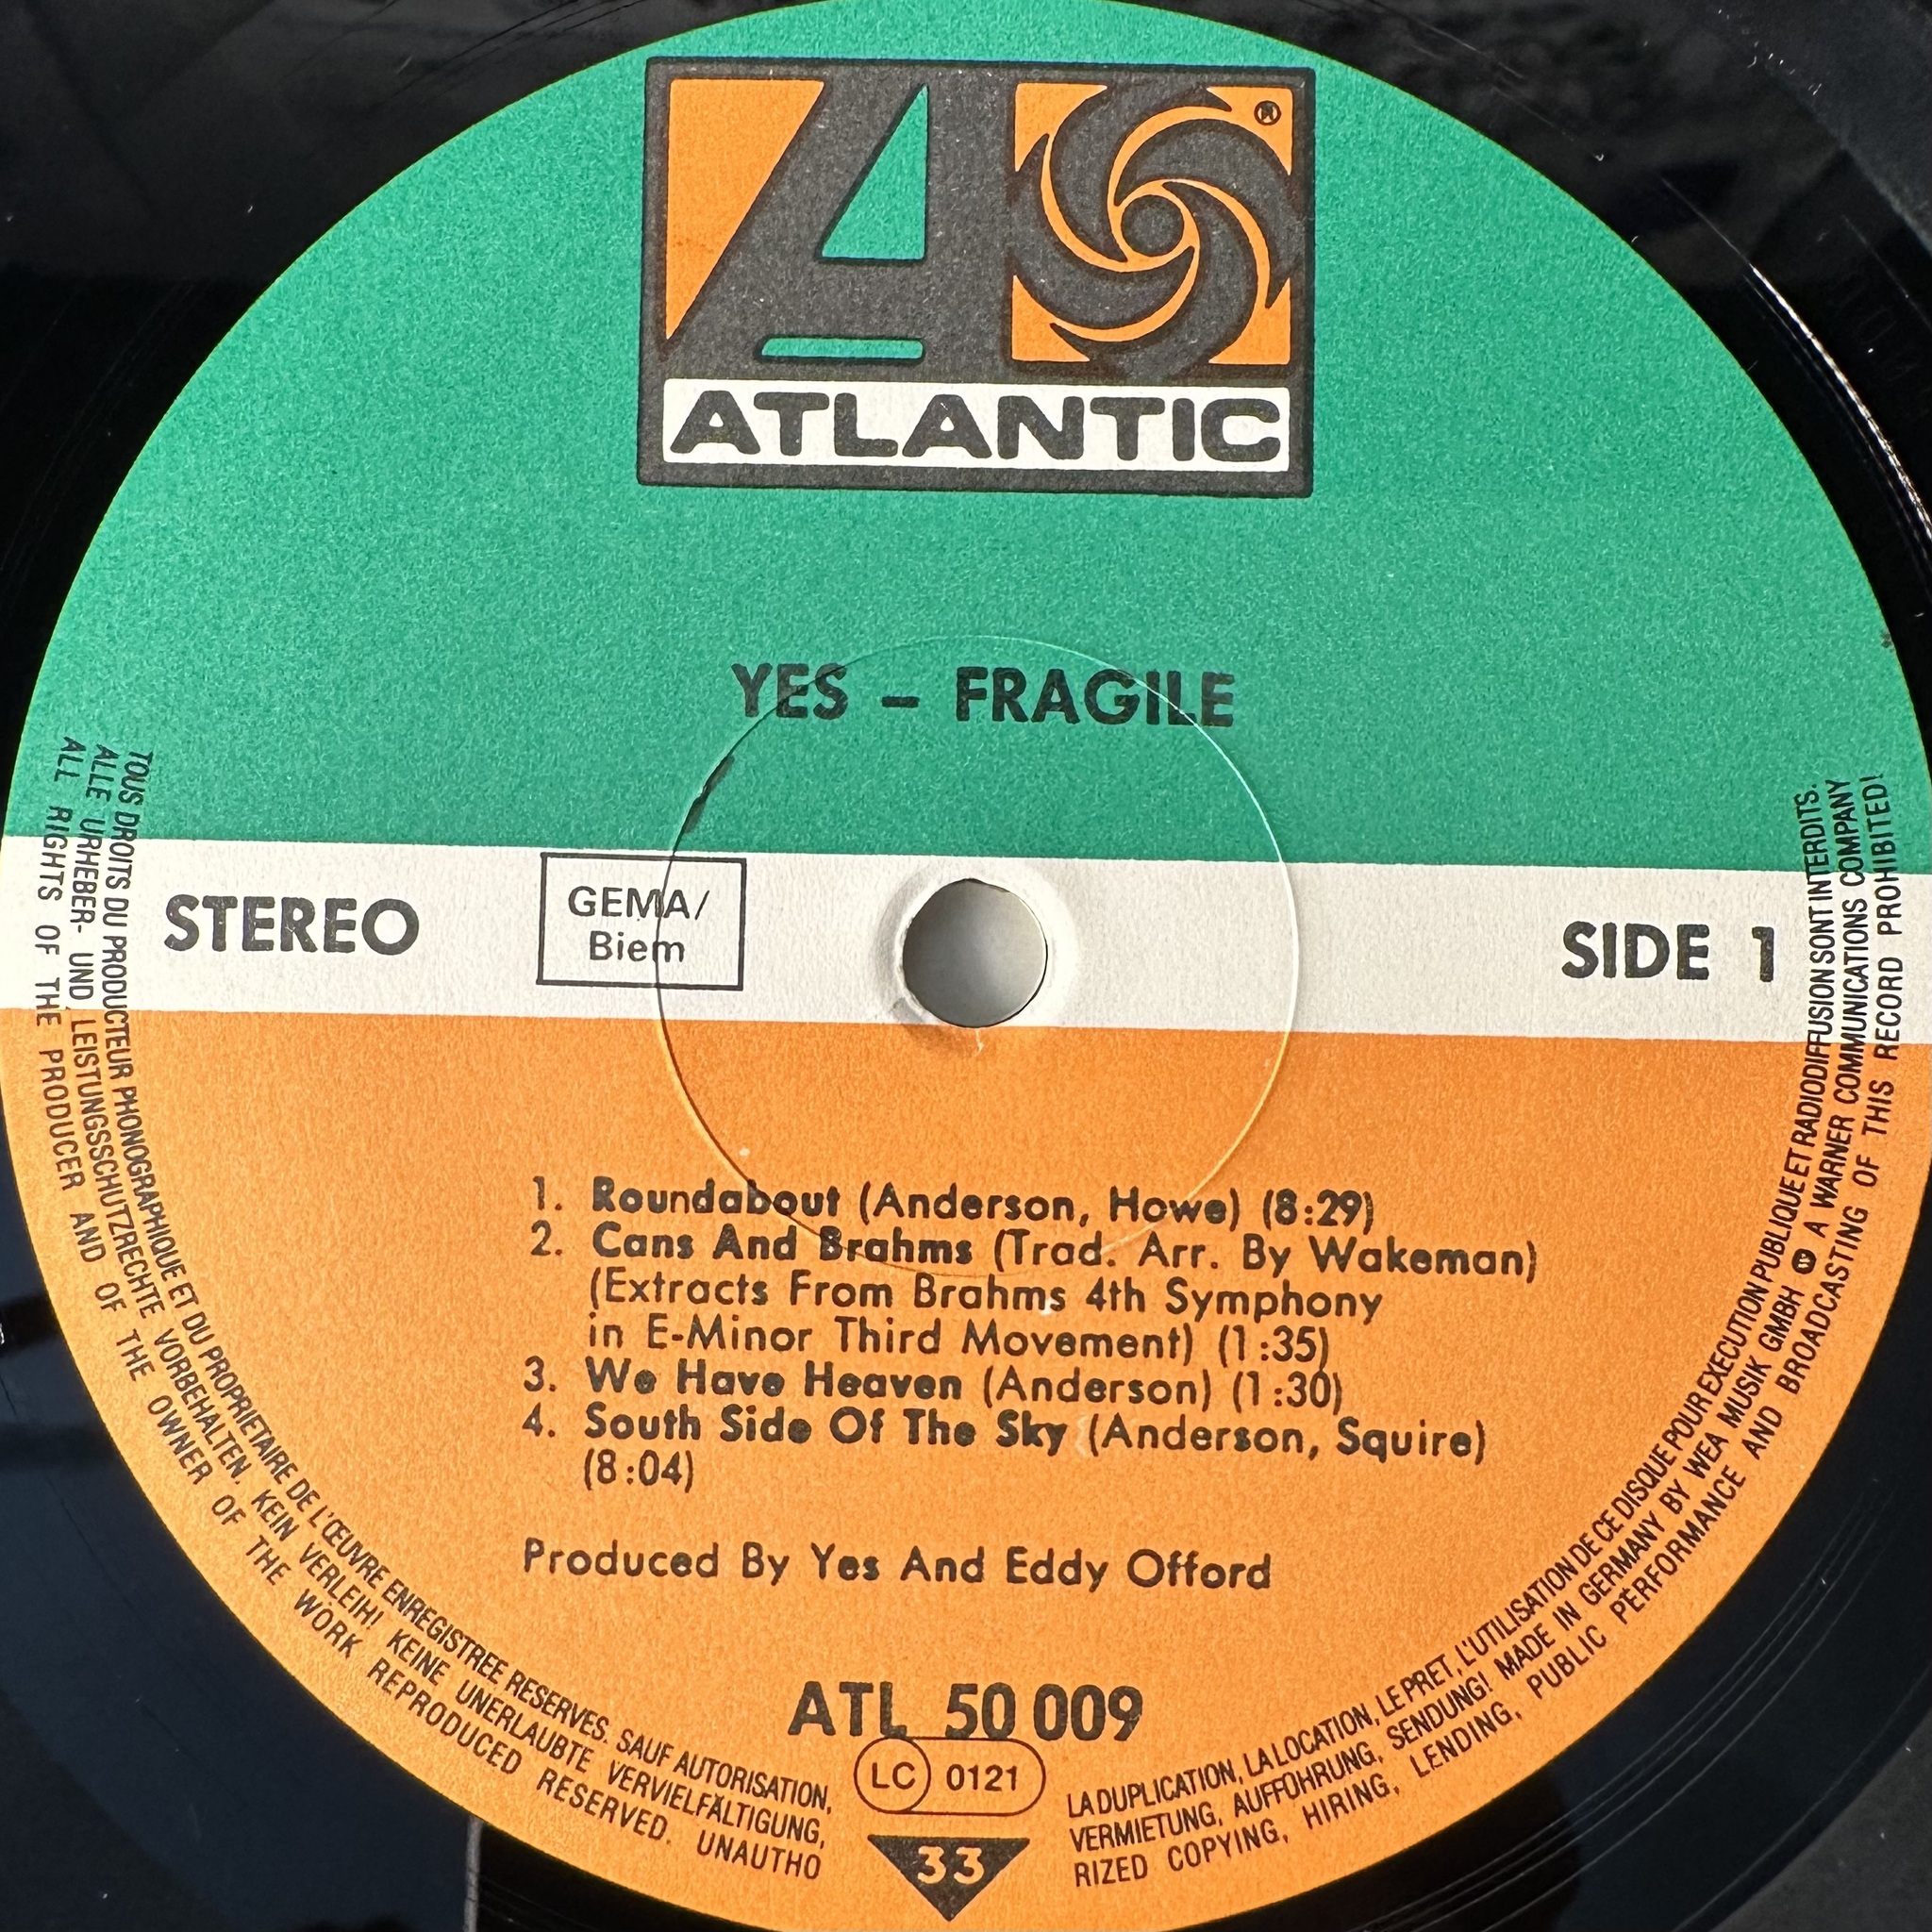 ATLANTIC
YES – FRAGILE
STEREO
GEMA/
Biem
SIDE 1
1. Roundabout (Anderson, Howe) (8:29)
2. Cans And Brahms (Trad. Arr. By Wakeman)
(Extracts From Brahms 4th Symphony
in E-Minor Third Movement) (1:35)
3. We Have Heaven (Anderson) (1:30)
4. South Side Of The Sky (Anderson, Squire)
(8:04)
Produced By Yes And Eddy Offord
ATL 50 009
LC 0121
33
TOUS DROITS DU PRODUCTEUR PHONOGRAPHIQUE ET DU PROPRIETAIRE DE L'ŒUVRE ENREGISTREE RESERVES. SAUF AUTORISATION, LA DUPLICATION, LA LOCATION, LE PRET, L'UTILISATION DE CE DISQUE POUR EXECUTION PUBLIQUE ET RADIODIFFUSION SONT INTERDITS.
ALLE URHEBER- UND LEISTUNGSSCHUTZRECHTE VORBEHALTEN. KEIN VERLEIH! KEINE UNERLAUBTE VERVIELFÄLTIGUNG, VERMIETUNG, AUFFÜHRUNG, SENDUNG! MADE IN GERMANY BY WEA MUSIK GMBH A WARNER COMMUNICATIONS COMPANY
ALL RIGHTS OF THE PRODUCER AND OF THE OWNER OF THE WORK REPRODUCED RESERVED. UNAUTHORIZED COPYING, HIRING, LENDING, PUBLIC PERFORMANCE AND BROADCASTING OF THIS RECORD PROHIBITED!